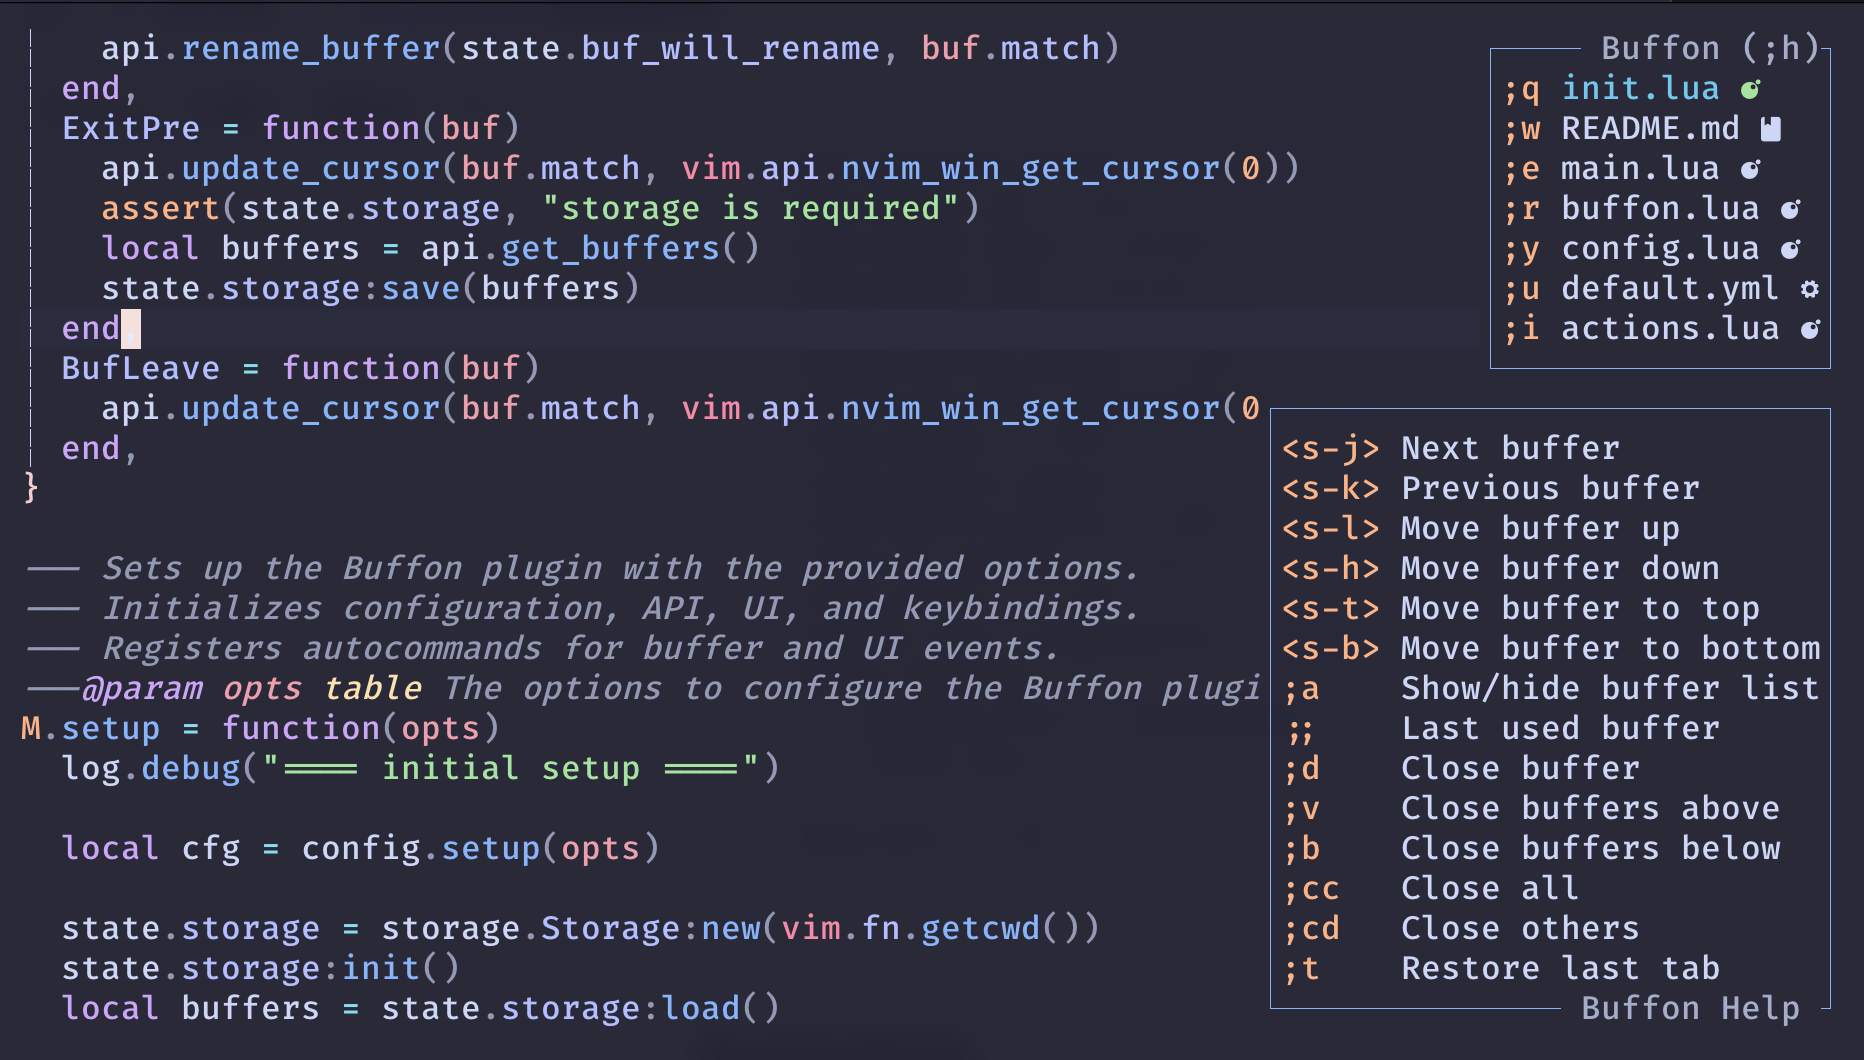 api.rename_buffer(state.buf_will_rename, buf.match)
  end,
  ExitPre = function(buf)
    api.update_cursor(buf.match, vim.api.nvim_win_get_cursor(0))
    assert(state.storage, "storage is required")
    local buffers = api.get_buffers()
    state.storage:save(buffers)
  end,
  BufLeave = function(buf)
    api.update_cursor(buf.match, vim.api.nvim_win_get_cursor(0
  end,
}
--- Sets up the Buffon plugin with the provided options.
--- Initializes configuration, API, UI, and keybindings.
--- Registers autocommands for buffer and UI events.
---@param opts table The options to configure the Buffon plugi
M.setup = function(opts)
  log.debug("==== initial setup ====")
  local cfg = config.setup(opts)
  state.storage = storage.Storage:new(vim.fn.getcwd())
  state.storage:init()
  local buffers = state.storage:load()
Buffon (;h)
;q init.lua
;w README.md
;e main.lua
;r buffon.lua
;y config.lua
;u default.yml
;i actions.lua
<s-j> Next buffer
<s-k> Previous buffer
<s-l> Move buffer up
<s-h> Move buffer down
<s-t> Move buffer to top
<s-b> Move buffer to bottom
;a    Show/hide buffer list
;;    Last used buffer
;d    Close buffer
;v    Close buffers above
;b    Close buffers below
;cc   Close all
;cd   Close others
;t    Restore last tab
Buffon Help